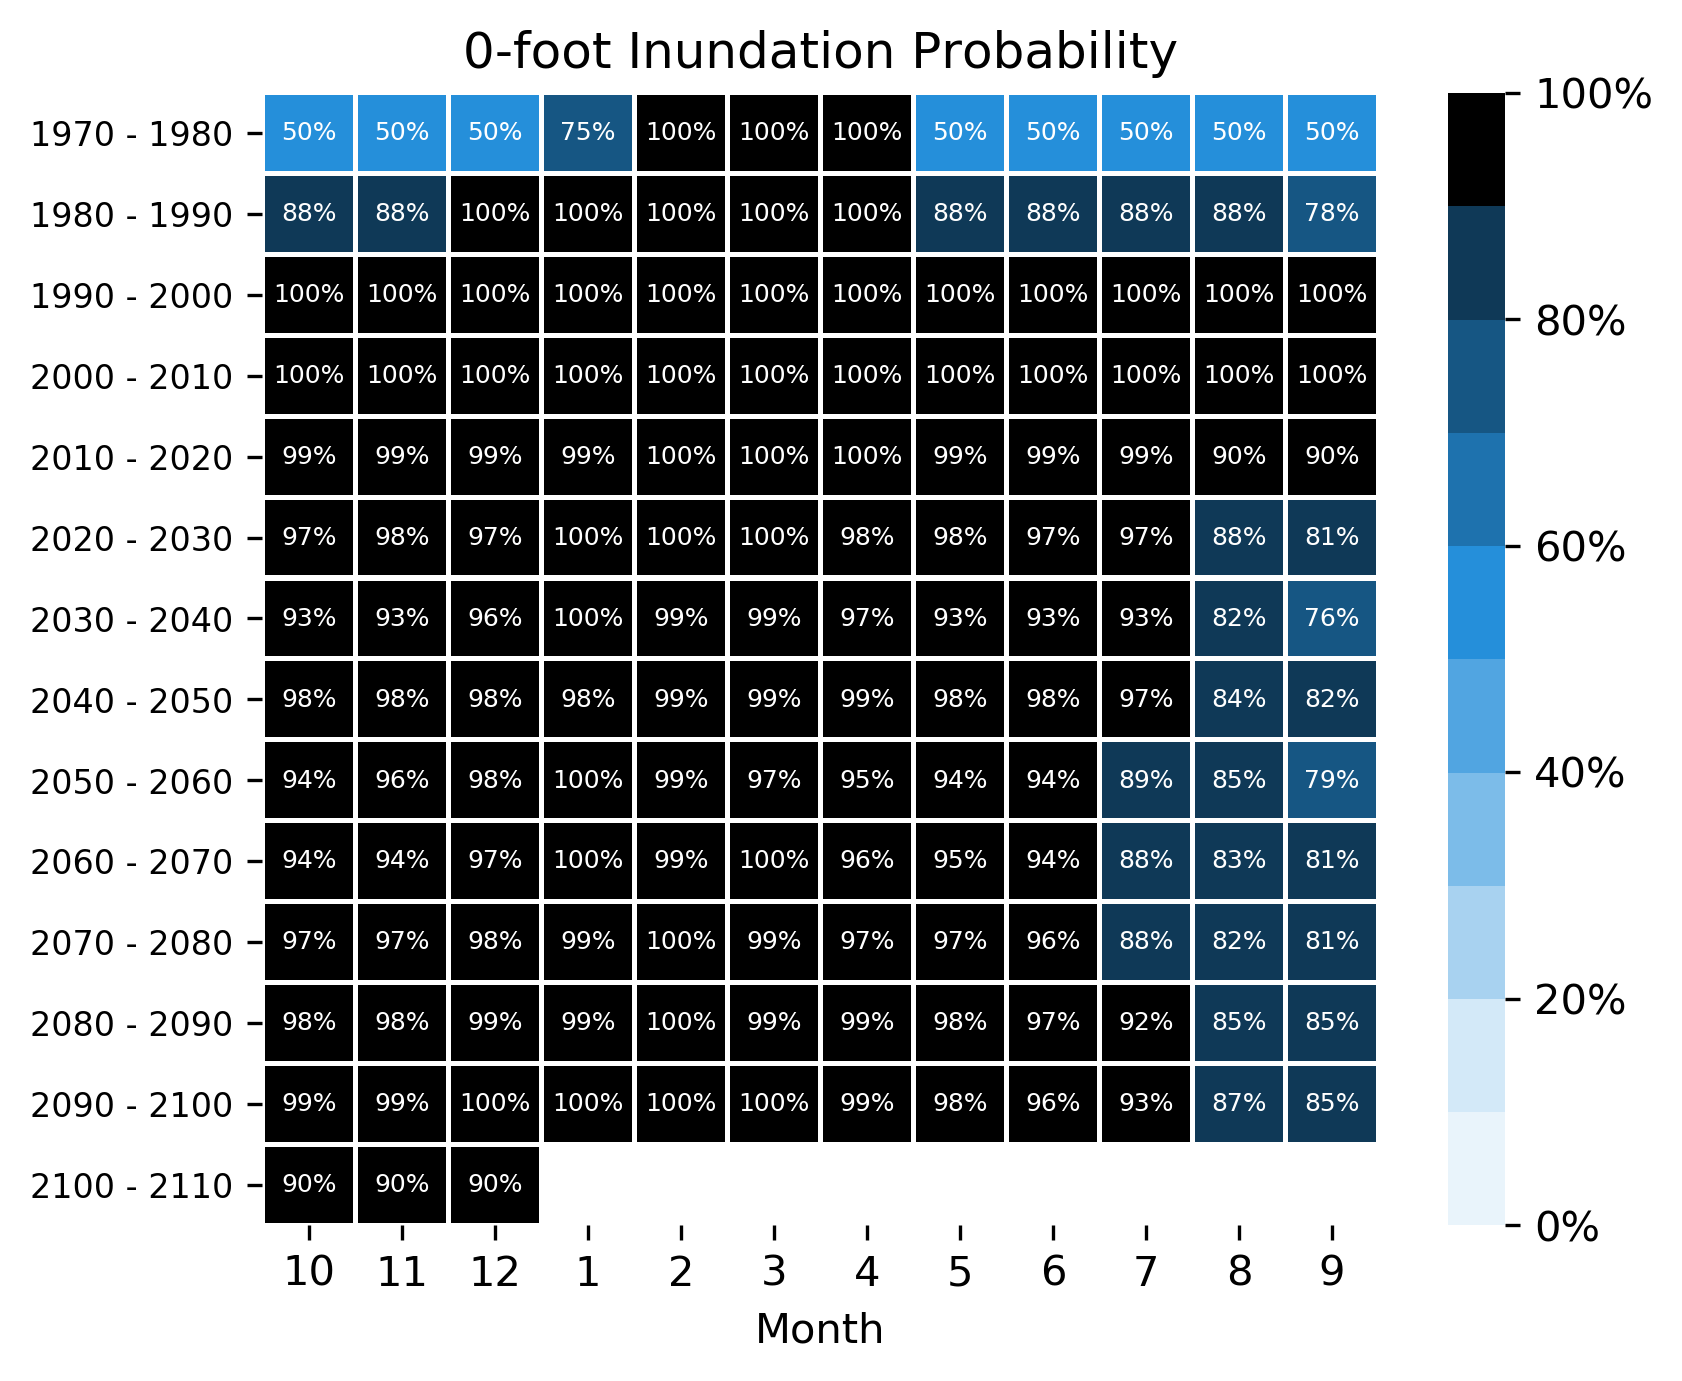 0-foot Inundation Probability
1970 - 1980 50% 50% 50% 75% 100% 100% 100% 50% 50% 50% 50% 50%
1980 - 1990 88% 88% 100% 100% 100% 100% 100% 88% 88% 88% 88% 78%
1990 - 2000 100% 100% 100% 100% 100% 100% 100% 100% 100% 100% 100% 100%
2000 - 2010 100% 100% 100% 100% 100% 100% 100% 100% 100% 100% 100% 100%
2010 - 2020 99% 99% 99% 99% 100% 100% 100% 99% 99% 99% 90% 90%
2020 - 2030 97% 98% 97% 100% 100% 100% 98% 98% 97% 97% 88% 81%
2030 - 2040 93% 93% 96% 100% 99% 99% 97% 93% 93% 93% 82% 76%
2040 - 2050 98% 98% 98% 98% 99% 99% 99% 98% 98% 97% 84% 82%
2050 - 2060 94% 96% 98% 100% 99% 97% 95% 94% 94% 89% 85% 79%
2060 - 2070 94% 94% 97% 100% 99% 100% 96% 95% 94% 88% 83% 81%
2070 - 2080 97% 97% 98% 99% 100% 99% 97% 97% 96% 88% 82% 81%
2080 - 2090 98% 98% 99% 99% 100% 99% 99% 98% 97% 92% 85% 85%
2090 - 2100 99% 99% 100% 100% 100% 100% 99% 98% 96% 93% 87% 85%
2100 - 2110 90% 90% 90%
10 11 12 1 2 3 4 5 6 7 8 9
Month
100%
80%
60%
40%
20%
0%